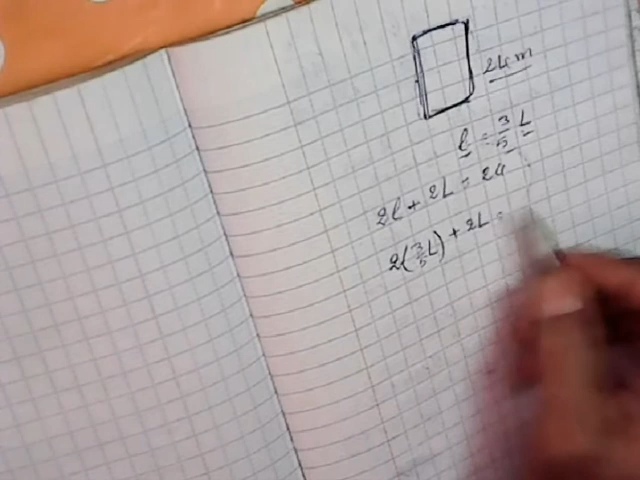 24m
l = 3/5 L
2l + 2L = 24
2(3/5 L) + 2L =